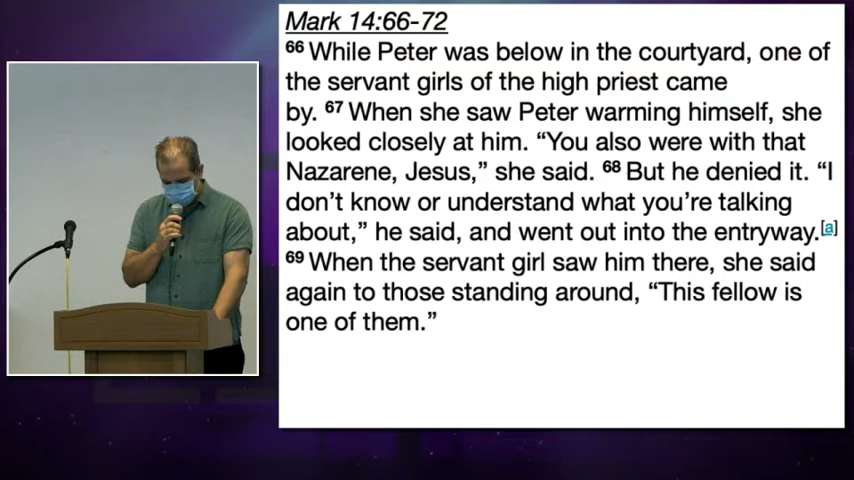 Mark 14:66-72
66 While Peter was below in the courtyard, one of
the servant girls of the high priest came
by. 67 When she saw Peter warming himself, she
looked closely at him. “You also were with that
Nazarene, Jesus,” she said. 68 But he denied it. “I
don’t know or understand what you’re talking
about,” he said, and went out into the entryway.[a]
69 When the servant girl saw him there, she said
again to those standing around, “This fellow is
one of them.”